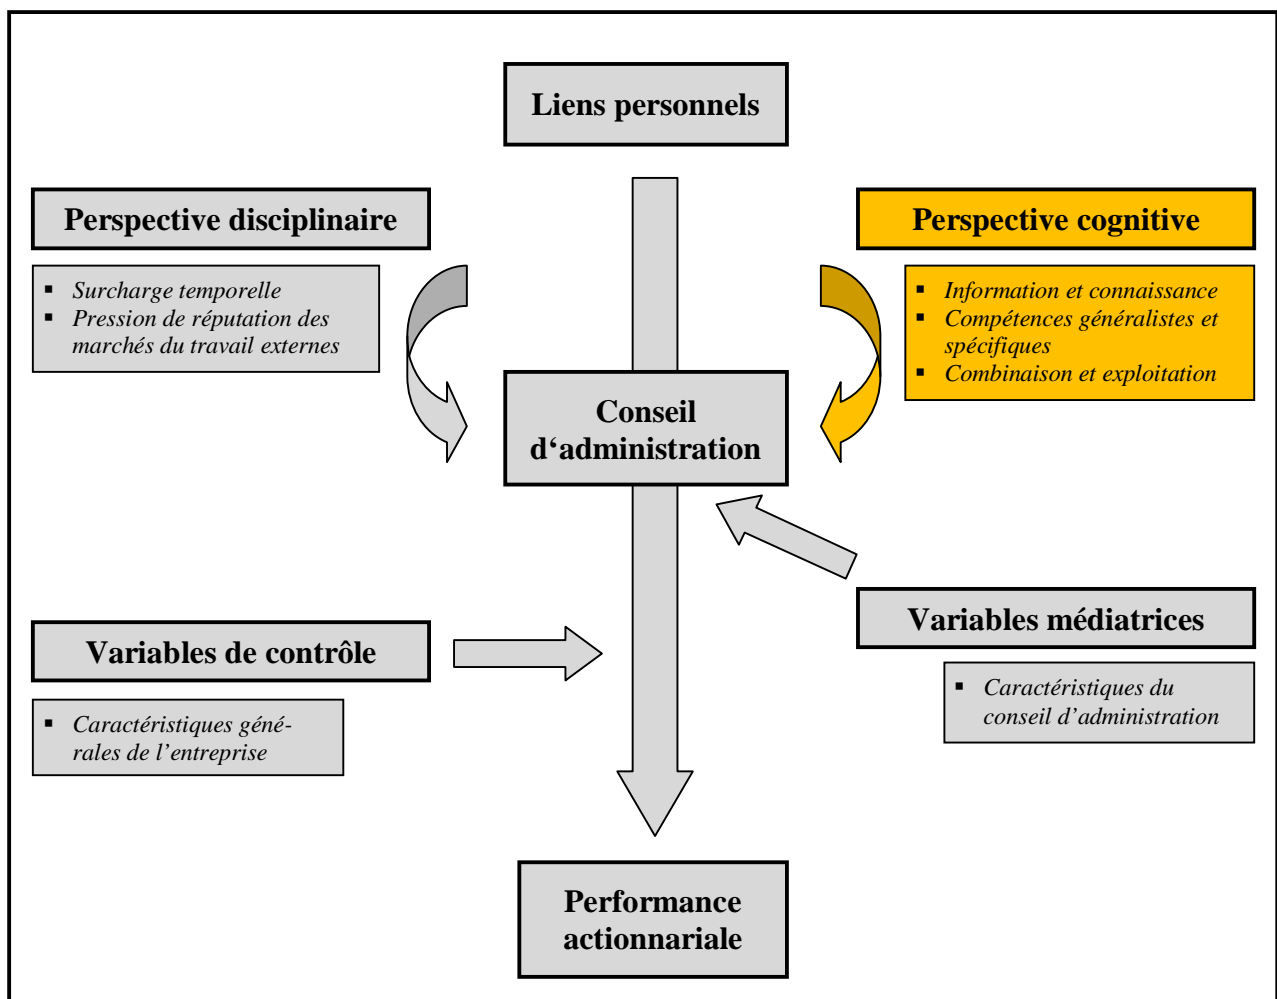 Liens personnels
Perspective disciplinaire
▪ Surcharge temporelle
▪ Pression de réputation des
marchés du travail externes
Perspective cognitive
▪ Information et connaissance
▪ Compétences généralistes et
spécifiques
▪ Combinaison et exploitation
Conseil
d‘administration
Variables de contrôle
▪ Caractéristiques géné-
rales de l’entreprise
Variables médiatrices
▪ Caractéristiques du
conseil d’administration
Performance
actionnariale